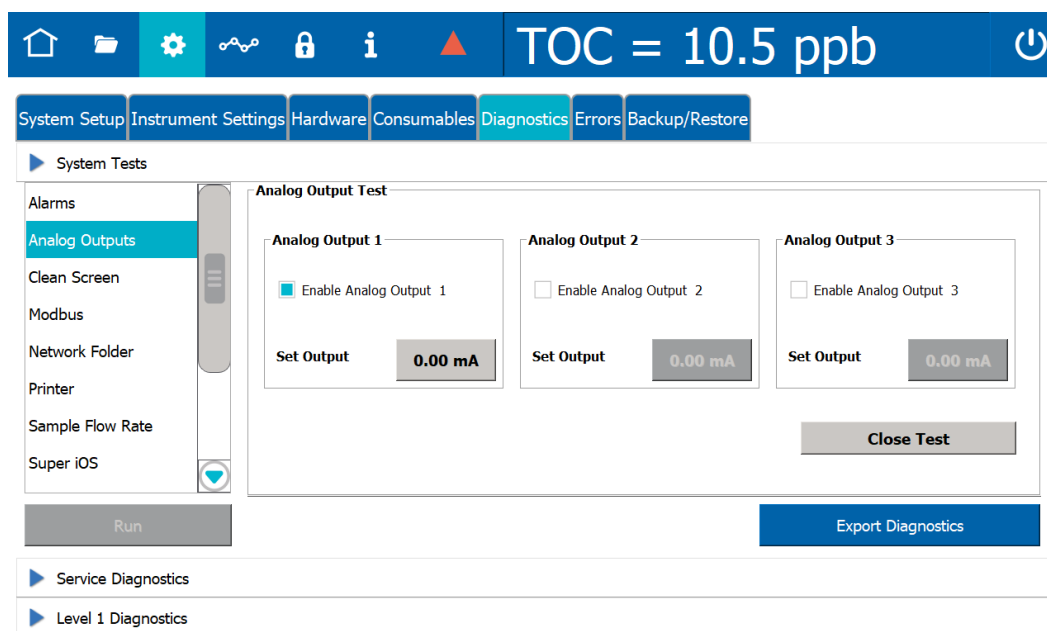 TOC = 10.5 ppb
System Setup Instrument Settings Hardware Consumables Diagnostics Errors Backup/Restore
System Tests
Alarms
Analog Outputs
Clean Screen
Modbus
Network Folder
Printer
Sample Flow Rate
Super iOS
Run
Analog Output Test
Analog Output 1
Enable Analog Output 1
Set Output 0.00 mA
Analog Output 2
Enable Analog Output 2
Set Output 0.00 mA
Analog Output 3
Enable Analog Output 3
Set Output 0.00 mA
Close Test
Export Diagnostics
Service Diagnostics
Level 1 Diagnostics